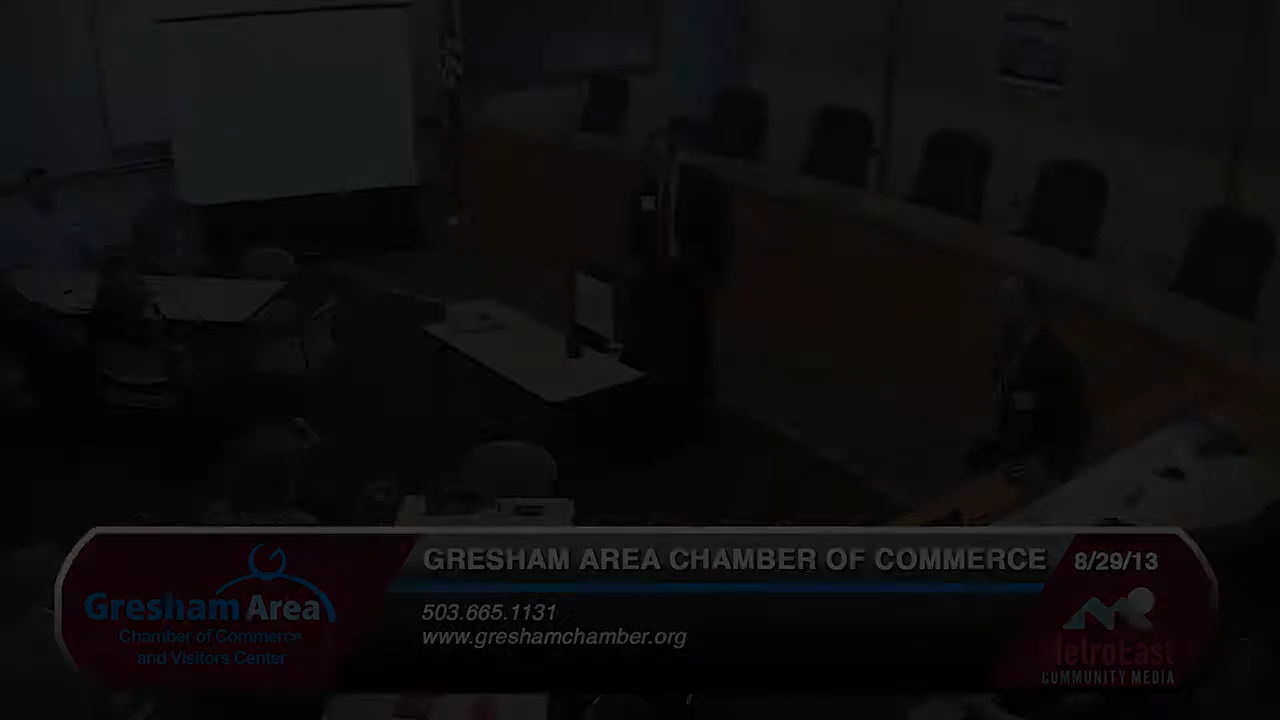 GRESHAM AREA CHAMBER OF COMMERCE
8/29/13
Gresham Area
Chamber of Commerce
and Visitors Center
503.665.1131
www.greshamchamber.org
MetroEast
COMMUNITY MEDIA